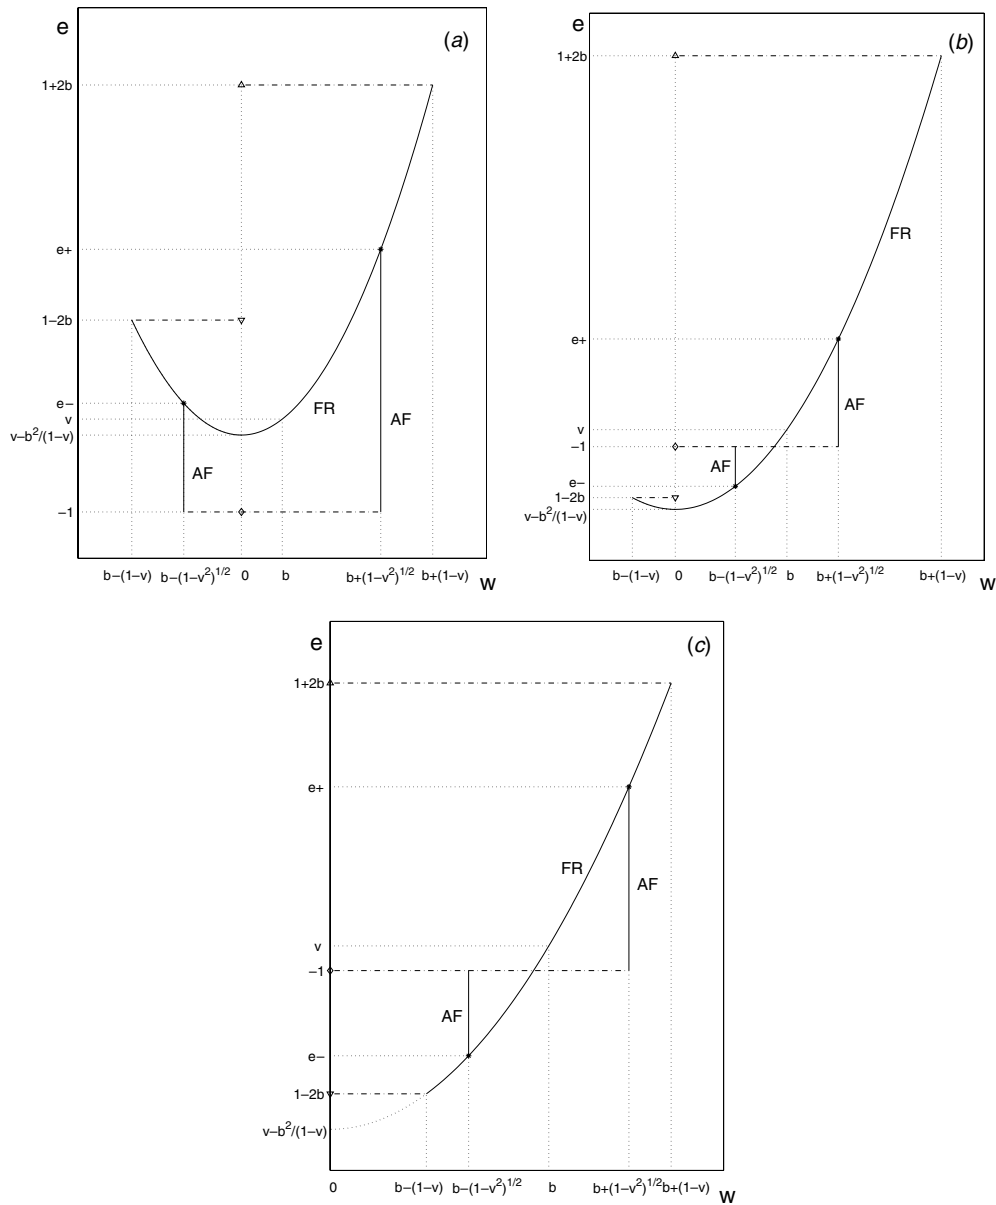 e
(a)
1+2b
e+
1−2b
e−
v
v−b²/(1−v)
−1
FR
AF
AF
b−(1−v)
b−(1−v²)^1/2
0
b
b+(1−v²)^1/2
b+(1−v)
w
e
(b)
1+2b
FR
e+
AF
v
−1
AF
e−
1−2b
v−b²/(1−v)
b−(1−v)
0
b−(1−v²)^1/2
b
b+(1−v²)^1/2
b+(1−v)
w
e
(c)
1+2b
e+
FR
AF
v
−1
AF
e−
1−2b
v−b²/(1−v)
0
b−(1−v)
b−(1−v²)^1/2
b
b+(1−v²)^1/2
b+(1−v)
w